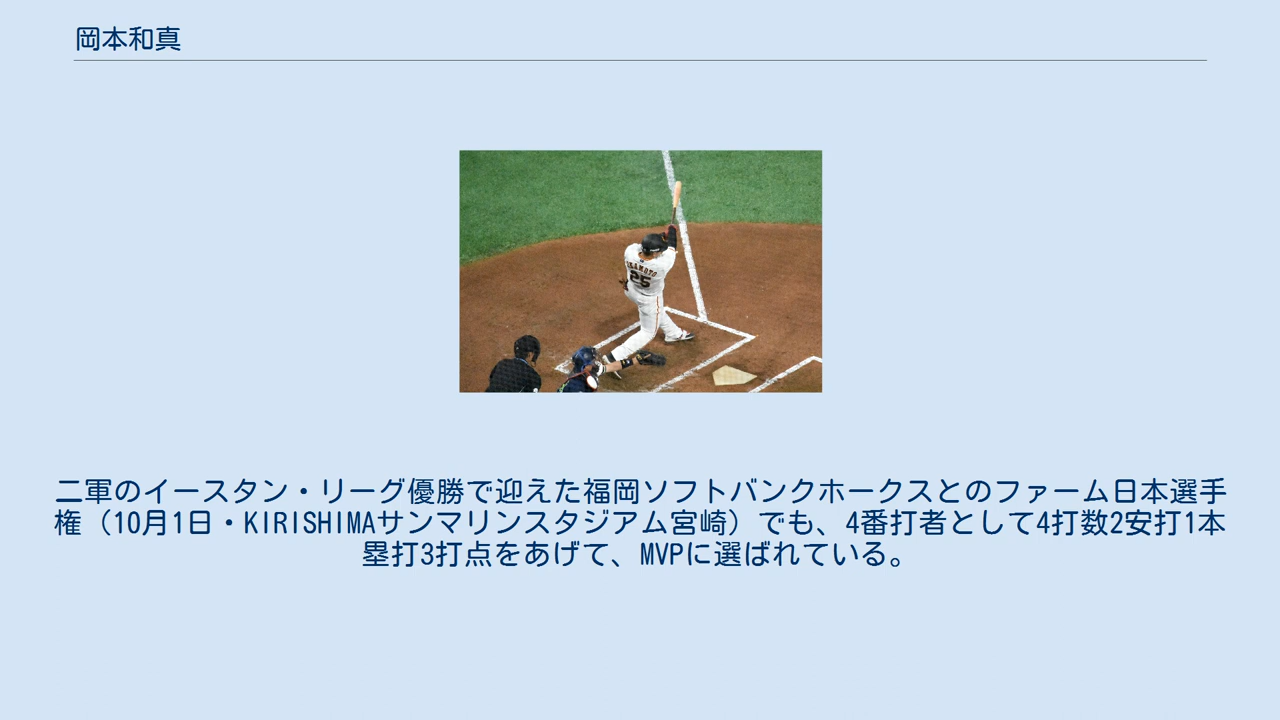 岡本和真
OKAMOTO
25
二軍のイースタン・リーグ優勝で迎えた福岡ソフトバンクホークスとのファーム日本選手
権（10月1日・KIRISHIMAサンマリンスタジアム宮崎）でも、4番打者として4打数2安打1本
塁打3打点をあげて、MVPに選ばれている。